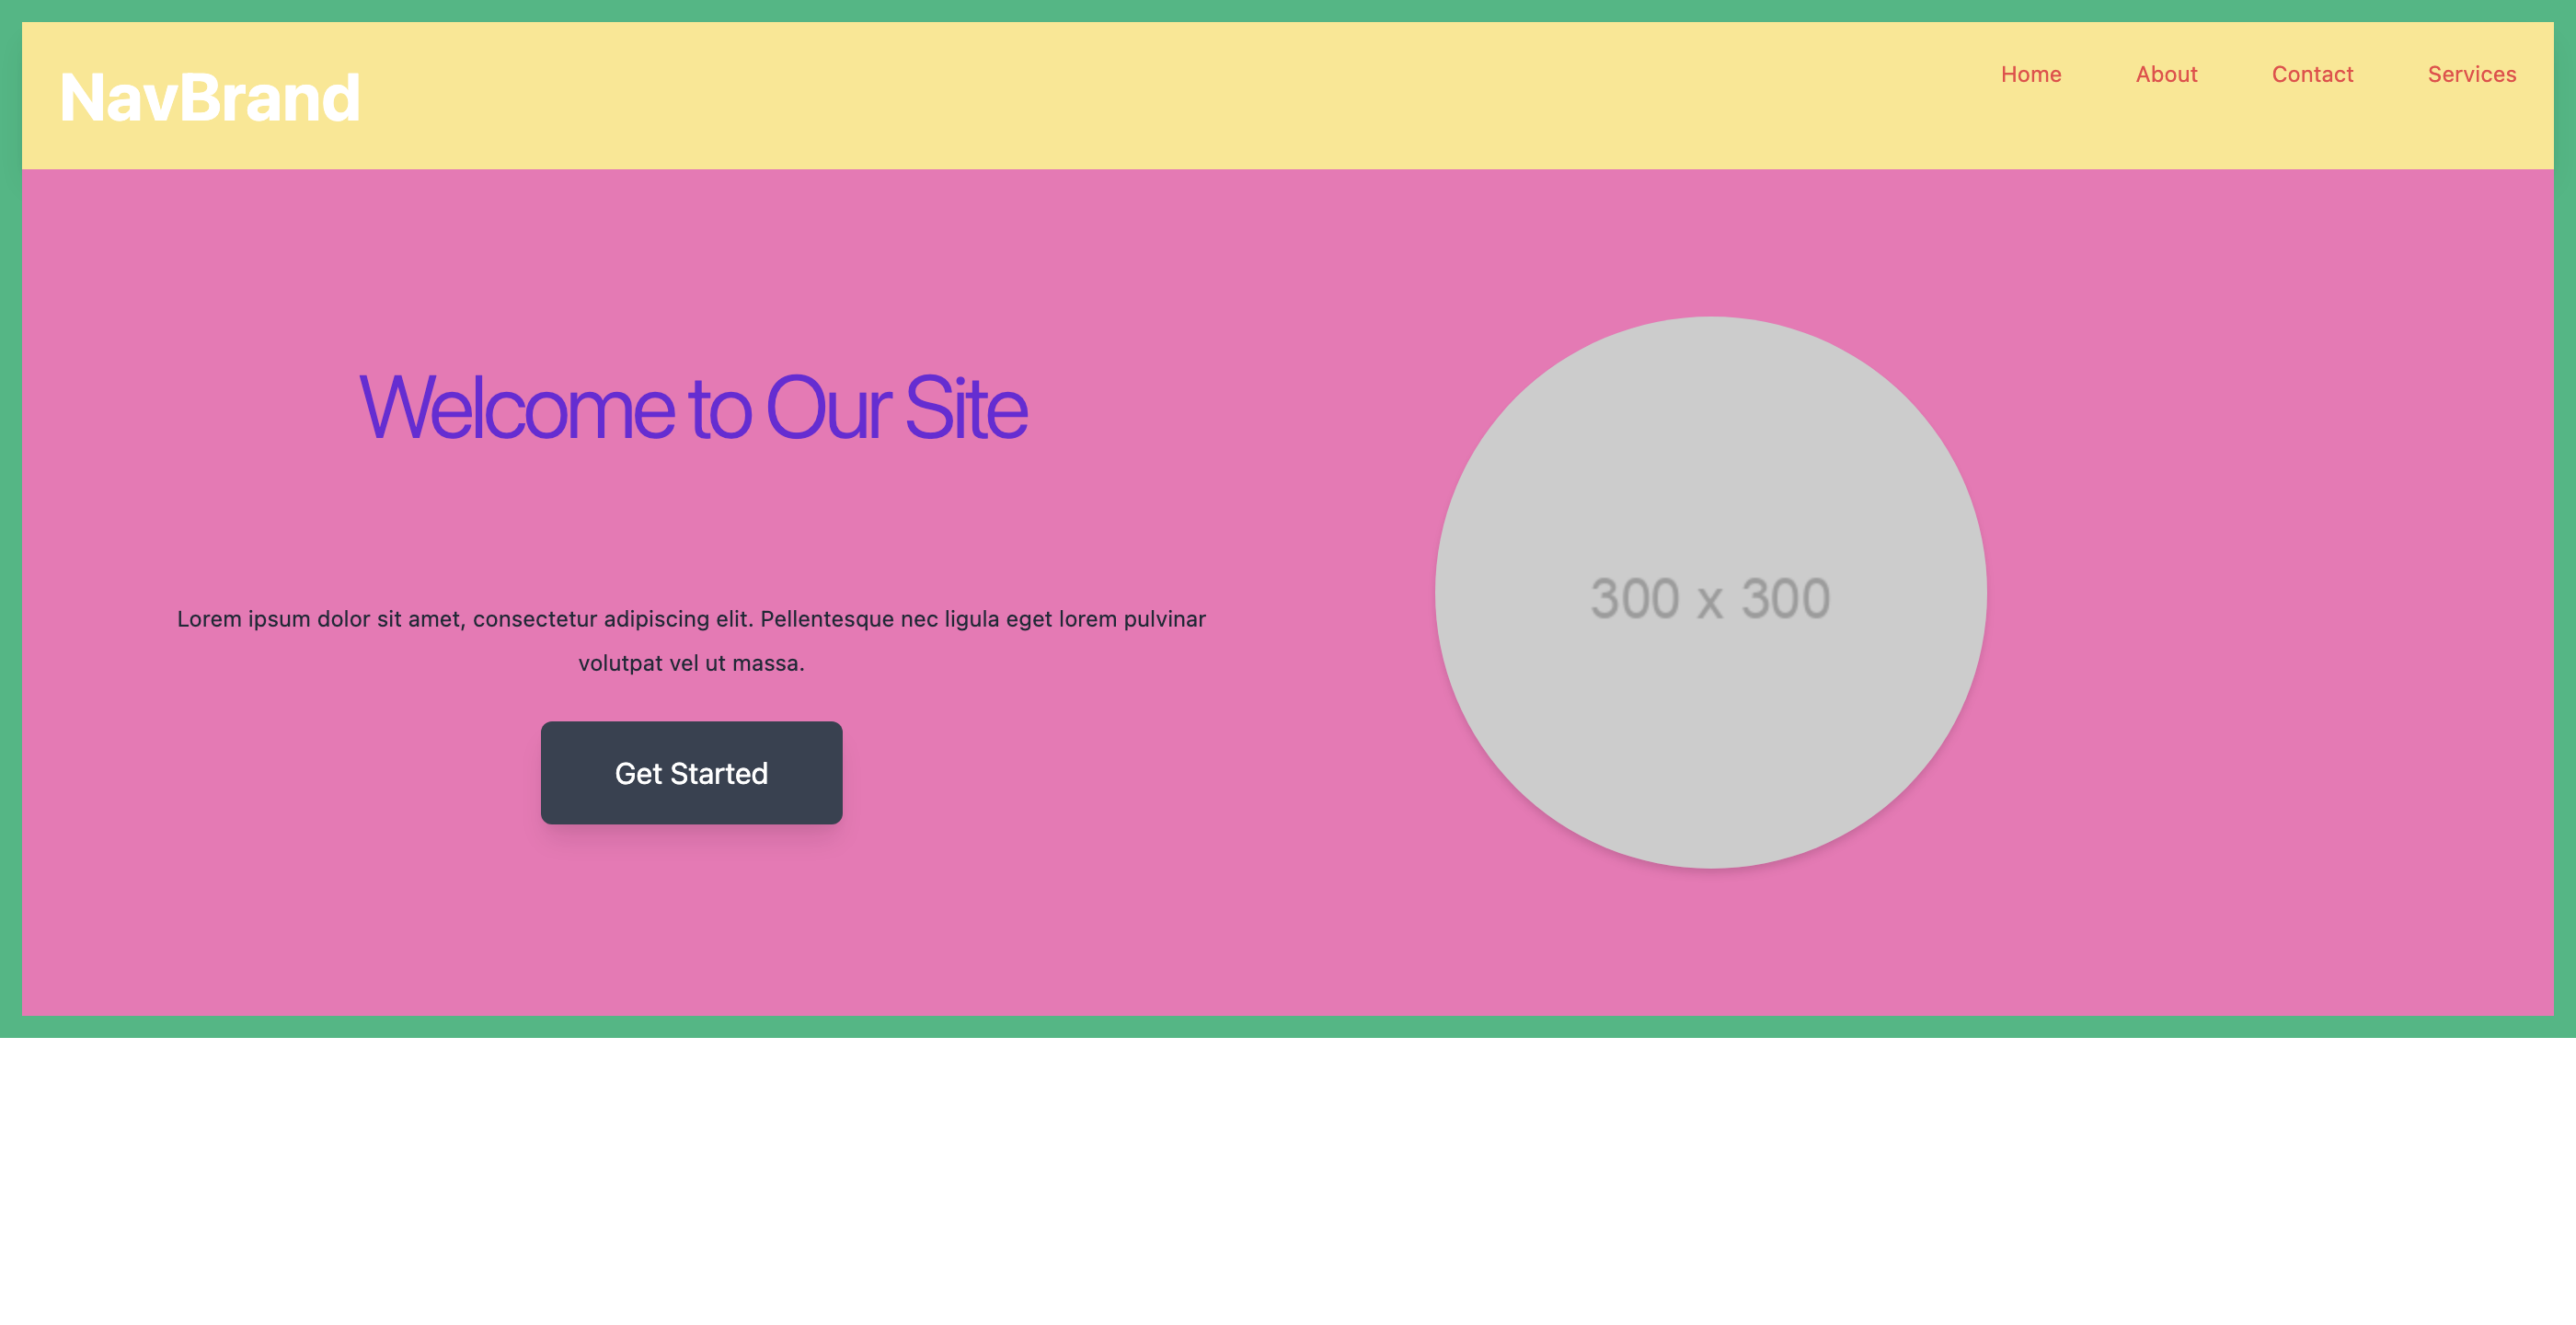 NavBrand
Home About Contact Services
Welcome to Our Site
Lorem ipsum dolor sit amet, consectetur adipiscing elit. Pellentesque nec ligula eget lorem pulvinar
volutpat vel ut massa.
Get Started
300 x 300